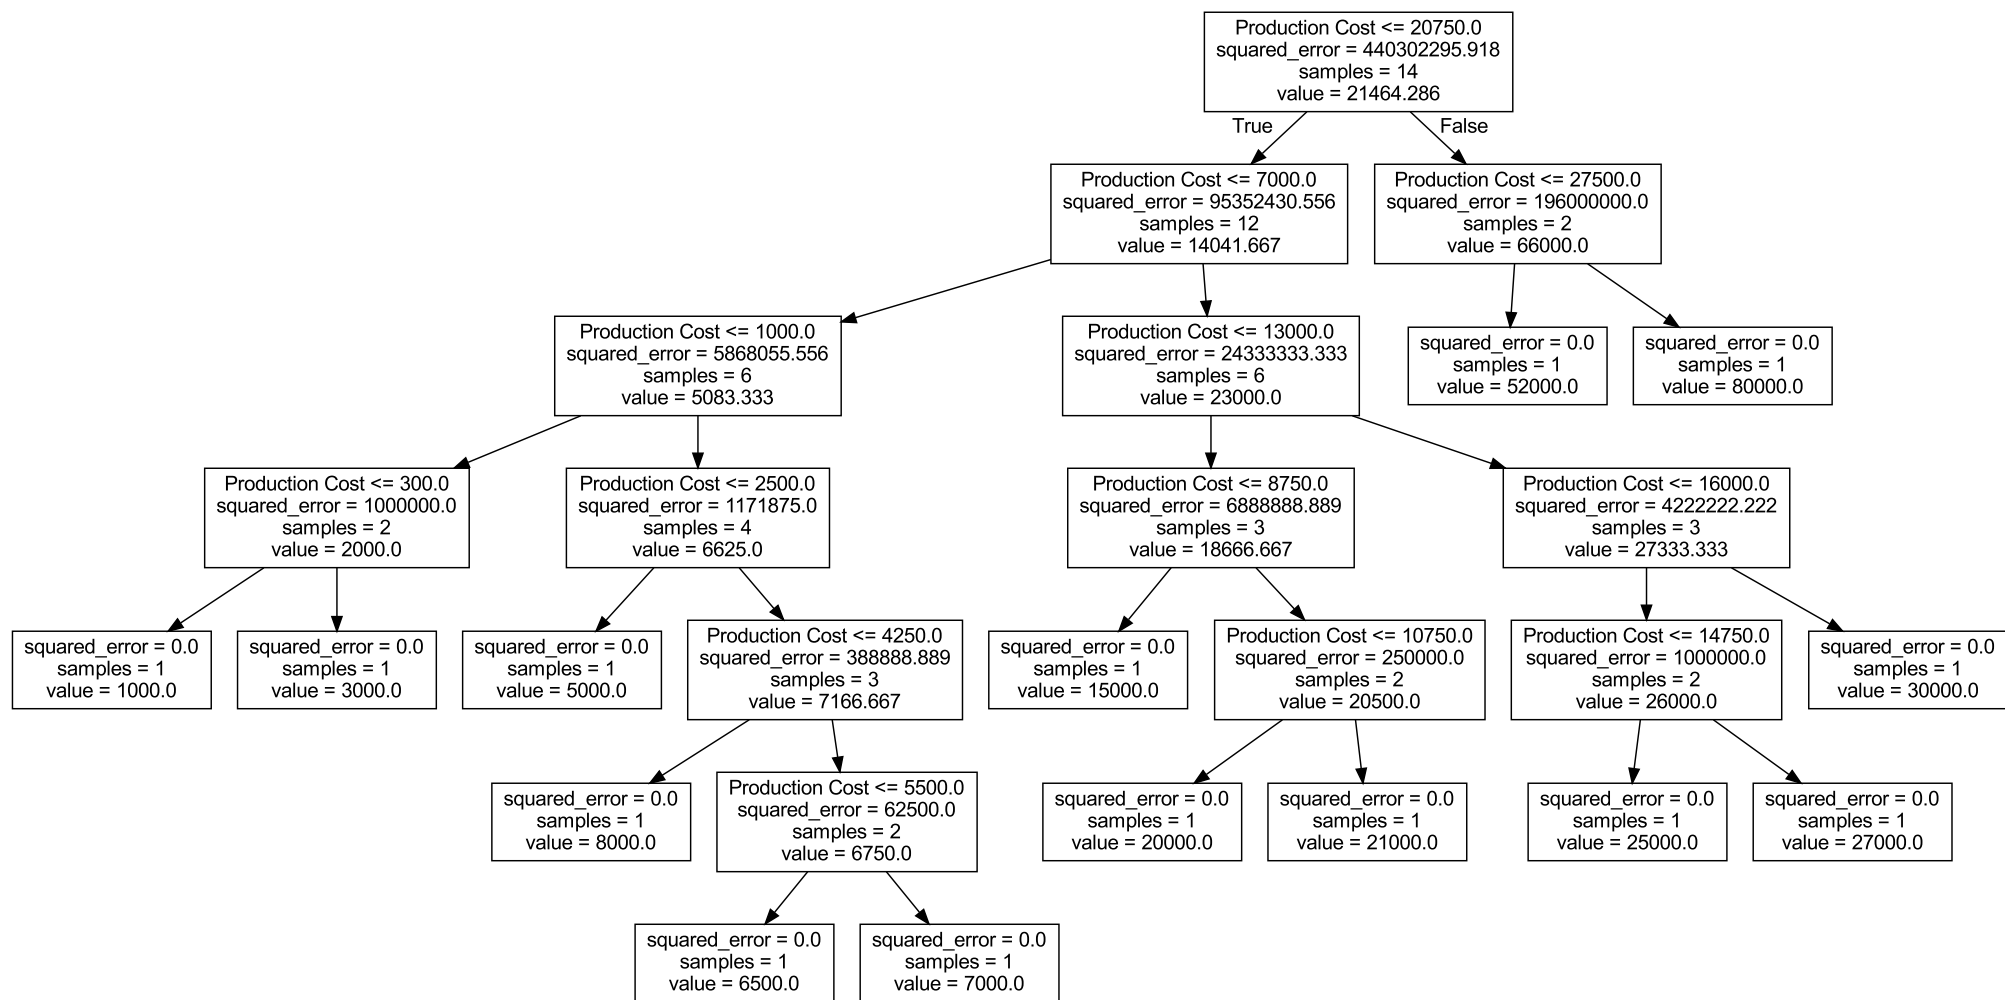 Production Cost <= 20750.0
squared_error = 440302295.918
samples = 14
value = 21464.286
True
False
Production Cost <= 7000.0
squared_error = 95352430.556
samples = 12
value = 14041.667
Production Cost <= 27500.0
squared_error = 196000000.0
samples = 2
value = 66000.0
Production Cost <= 1000.0
squared_error = 5868055.556
samples = 6
value = 5083.333
Production Cost <= 13000.0
squared_error = 24333333.333
samples = 6
value = 23000.0
squared_error = 0.0
samples = 1
value = 52000.0
squared_error = 0.0
samples = 1
value = 80000.0
Production Cost <= 300.0
squared_error = 1000000.0
samples = 2
value = 2000.0
Production Cost <= 2500.0
squared_error = 1171875.0
samples = 4
value = 6625.0
Production Cost <= 8750.0
squared_error = 6888888.889
samples = 3
value = 18666.667
Production Cost <= 16000.0
squared_error = 4222222.222
samples = 3
value = 27333.333
squared_error = 0.0
samples = 1
value = 1000.0
squared_error = 0.0
samples = 1
value = 3000.0
squared_error = 0.0
samples = 1
value = 5000.0
Production Cost <= 4250.0
squared_error = 388888.889
samples = 3
value = 7166.667
squared_error = 0.0
samples = 1
value = 15000.0
Production Cost <= 10750.0
squared_error = 250000.0
samples = 2
value = 20500.0
Production Cost <= 14750.0
squared_error = 1000000.0
samples = 2
value = 26000.0
squared_error = 0.0
samples = 1
value = 30000.0
squared_error = 0.0
samples = 1
value = 8000.0
Production Cost <= 5500.0
squared_error = 62500.0
samples = 2
value = 6750.0
squared_error = 0.0
samples = 1
value = 20000.0
squared_error = 0.0
samples = 1
value = 21000.0
squared_error = 0.0
samples = 1
value = 25000.0
squared_error = 0.0
samples = 1
value = 27000.0
squared_error = 0.0
samples = 1
value = 6500.0
squared_error = 0.0
samples = 1
value = 7000.0